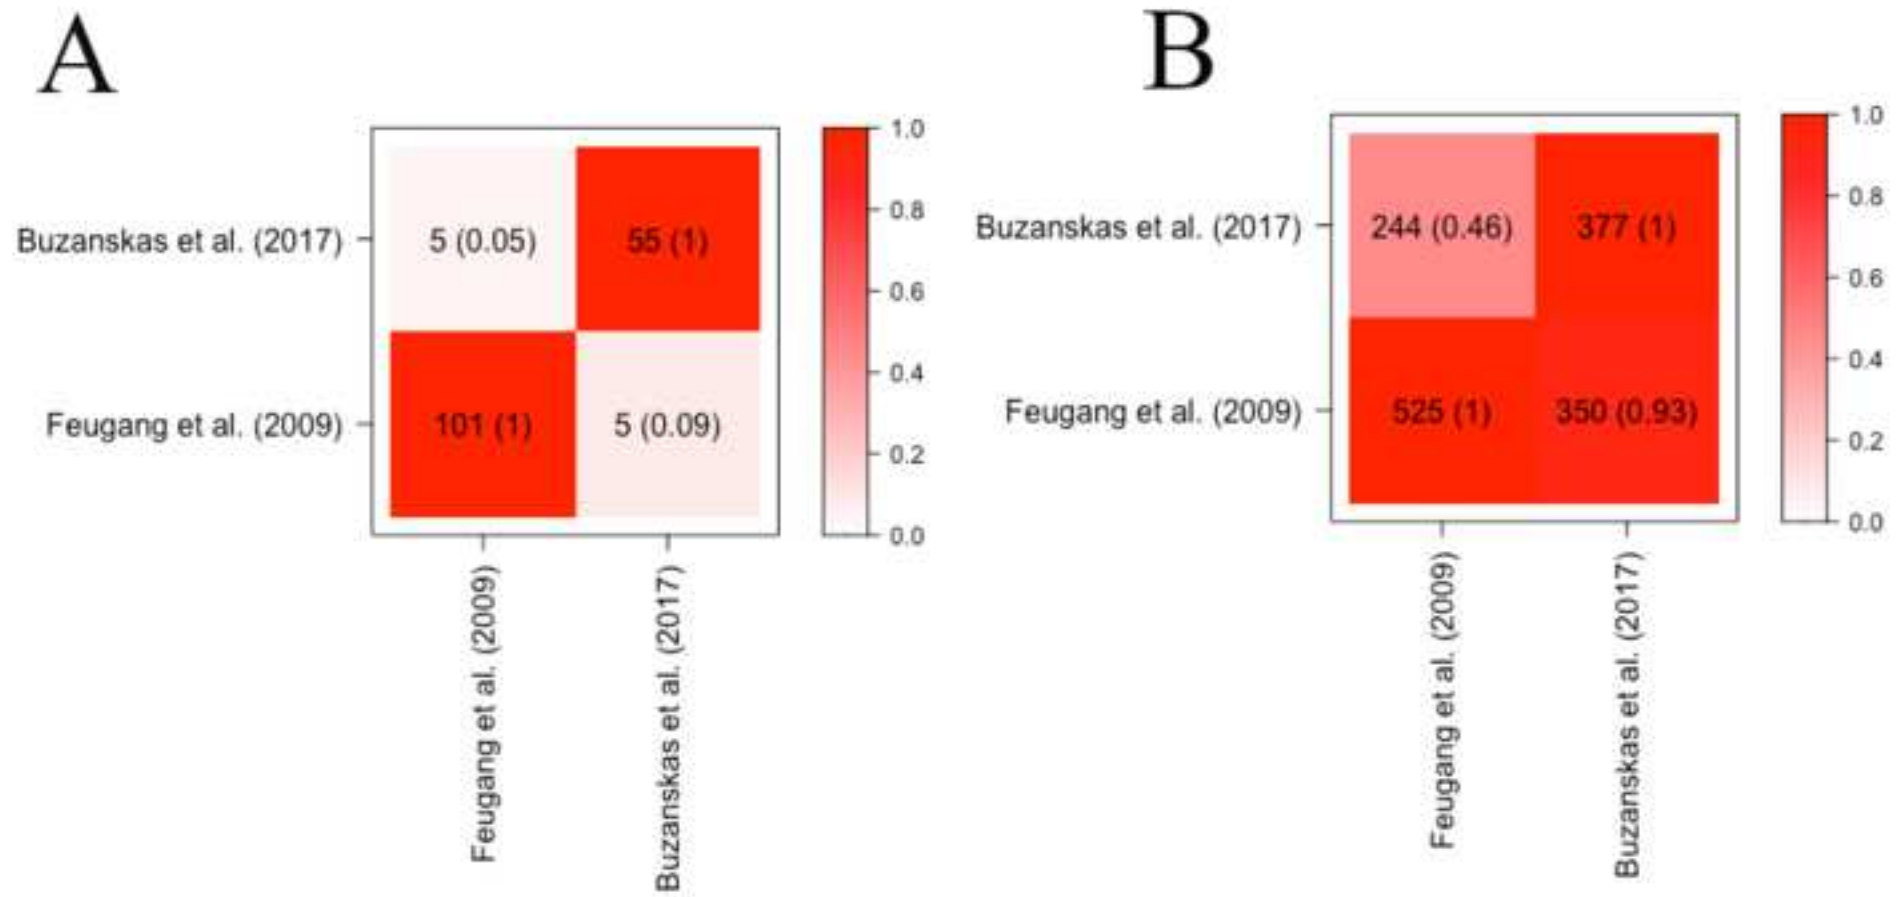 A
Buzanskas et al. (2017)
5 (0.05)
55 (1)
Feugang et al. (2009)
101 (1)
5 (0.09)
1.0
0.8
0.6
0.4
0.2
0.0
Feugang et al. (2009)
Buzanskas et al. (2017)
B
Buzanskas et al. (2017)
244 (0.46)
377 (1)
Feugang et al. (2009)
525 (1)
350 (0.93)
1.0
0.8
0.6
0.4
0.2
0.0
Feugang et al. (2009)
Buzanskas et al. (2017)